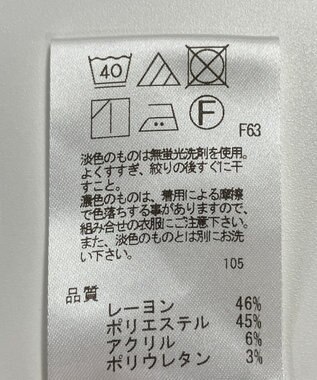 40
F
F63
淡色のものは無蛍光洗剤を使用。
よくすすぎ、絞りの後すぐに干
すこと。
濃色のものは、着用による摩擦
で色落ちする事がありますので、
組み合せの衣服にご注意下さい。
また、淡色のものとは別にお洗
い下さい。
105
品質
レーヨン 46%
ポリエステル 45%
アクリル 6%
ポリウレタン 3%